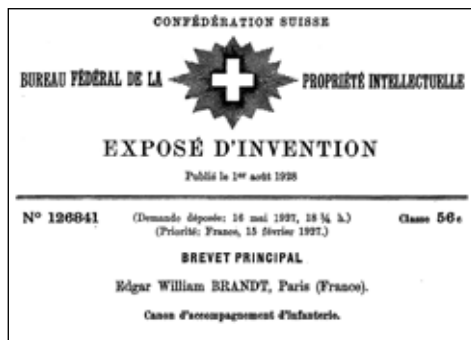 CONFÉDÉRATION SUISSE
BUREAU FÉDÉRAL DE LA PROPRIÉTÉ INTELLECTUELLE
EXPOSÉ D'INVENTION
Publié le 1er août 1928
N° 126841 (Demande déposée: 16 mai 1927, 18 ¼ h.) Classe 56c
(Priorité: France, 15 février 1927.)
BREVET PRINCIPAL
Edgar William BRANDT, Paris (France).
Canon d'accompagnement d'infanterie.